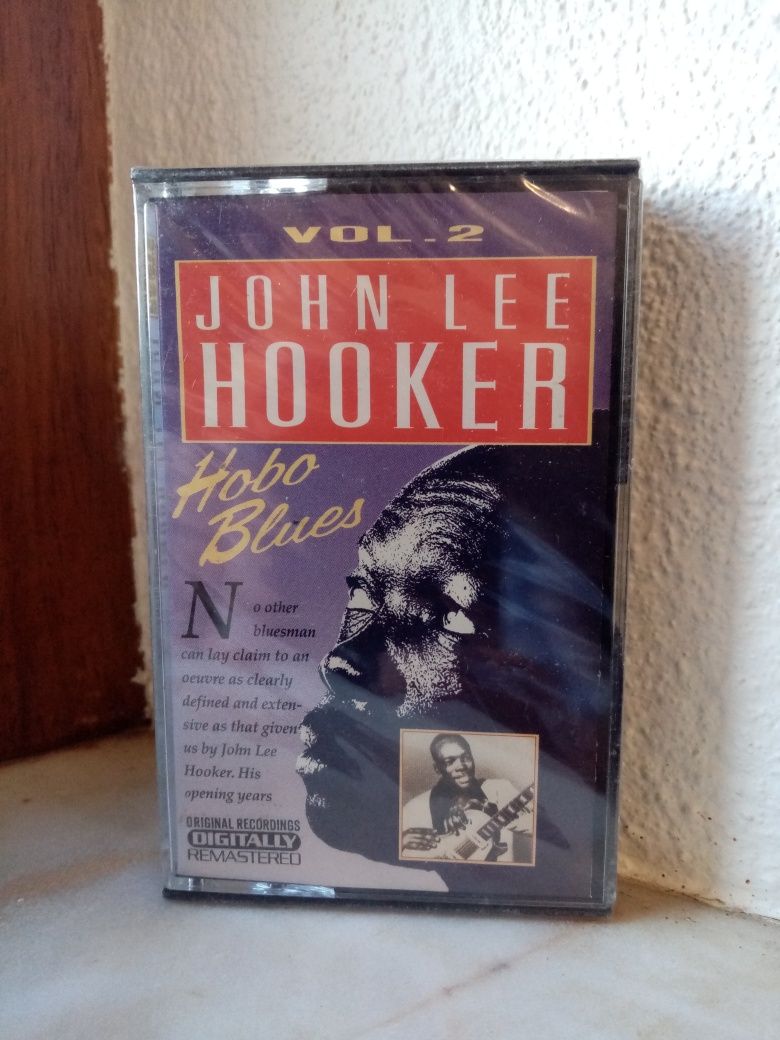 VOL.2
JOHN LEE
HOOKER
Hobo
Blues
No other
bluesman
can lay claim to an
oeuvre as clearly
defined and exten-
sive as that given
us by John Lee
Hooker. His
opening years
ORIGINAL RECORDINGS
DIGITALLY
REMASTERED